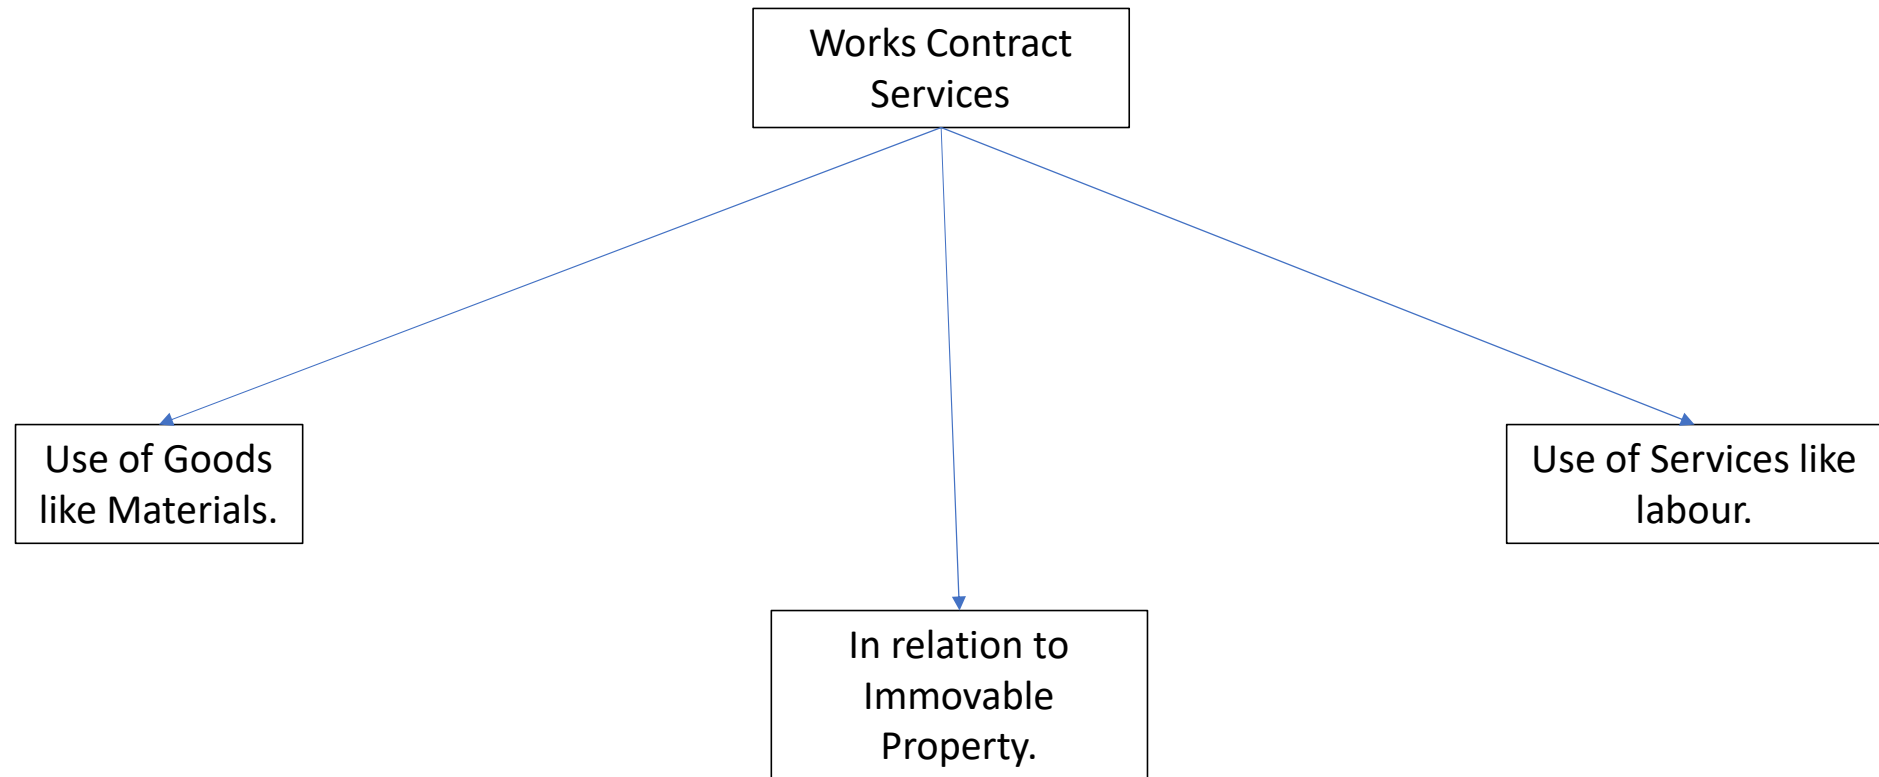 Works Contract
Services
Use of Goods
like Materials.
Use of Services like
labour.
In relation to
Immovable
Property.